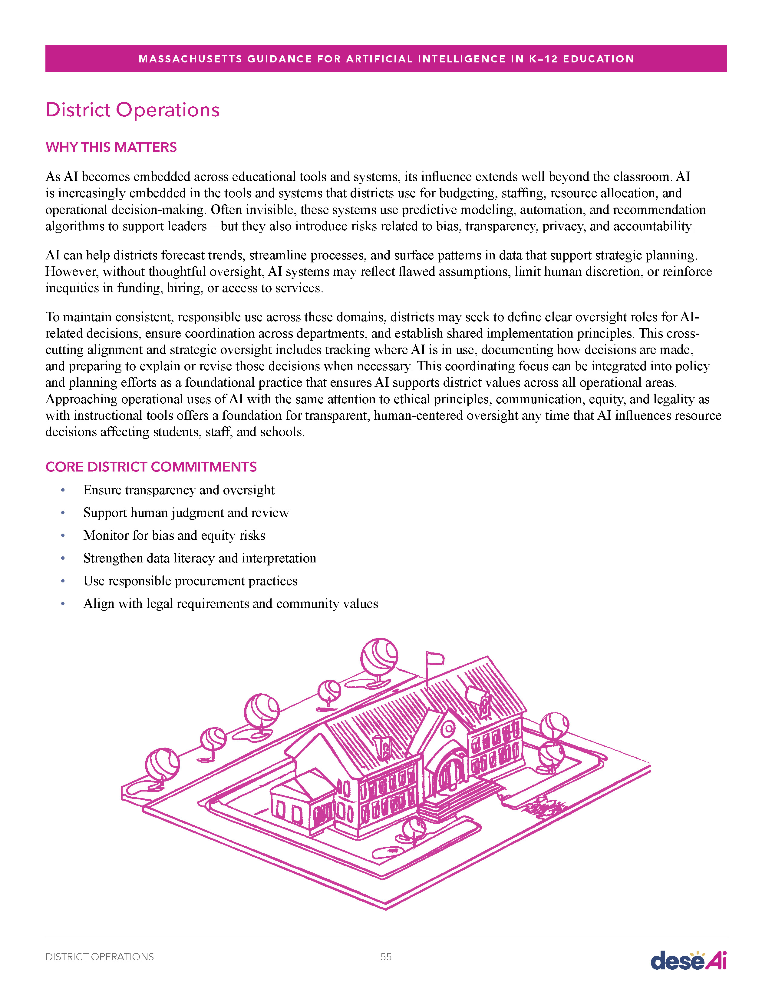 MASSACHUSETTS GUIDANCE FOR ARTIFICIAL INTELLIGENCE IN K–12 EDUCATION
District Operations
WHY THIS MATTERS
As AI becomes embedded across educational tools and systems, its influence extends well beyond the classroom. AI
is increasingly embedded in the tools and systems that districts use for budgeting, staffing, resource allocation, and
operational decision-making. Often invisible, these systems use predictive modeling, automation, and recommendation
algorithms to support leaders—but they also introduce risks related to bias, transparency, privacy, and accountability.
AI can help districts forecast trends, streamline processes, and surface patterns in data that support strategic planning.
However, without thoughtful oversight, AI systems may reflect flawed assumptions, limit human discretion, or reinforce
inequities in funding, hiring, or access to services.
To maintain consistent, responsible use across these domains, districts may seek to define clear oversight roles for AI-
related decisions, ensure coordination across departments, and establish shared implementation principles. This cross-
cutting alignment and strategic oversight includes tracking where AI is in use, documenting how decisions are made,
and preparing to explain or revise those decisions when necessary. This coordinating focus can be integrated into policy
and planning efforts as a foundational practice that ensures AI supports district values across all operational areas.
Approaching operational uses of AI with the same attention to ethical principles, communication, equity, and legality as
with instructional tools offers a foundation for transparent, human-centered oversight any time that AI influences resource
decisions affecting students, staff, and schools.
CORE DISTRICT COMMITMENTS
• Ensure transparency and oversight
• Support human judgment and review
• Monitor for bias and equity risks
• Strengthen data literacy and interpretation
• Use responsible procurement practices
• Align with legal requirements and community values
DISTRICT OPERATIONS
55
dese Ai